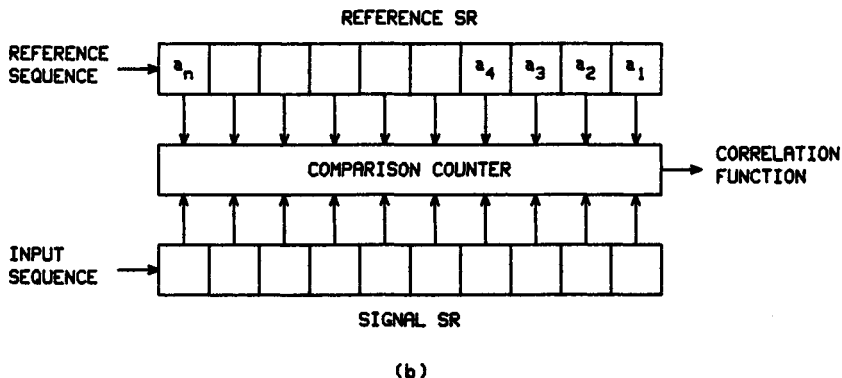 REFERENCE SR
REFERENCE
SEQUENCE
an a4 a3 a2 a1
COMPARISON COUNTER
CORRELATION
FUNCTION
INPUT
SEQUENCE
SIGNAL SR
(b)